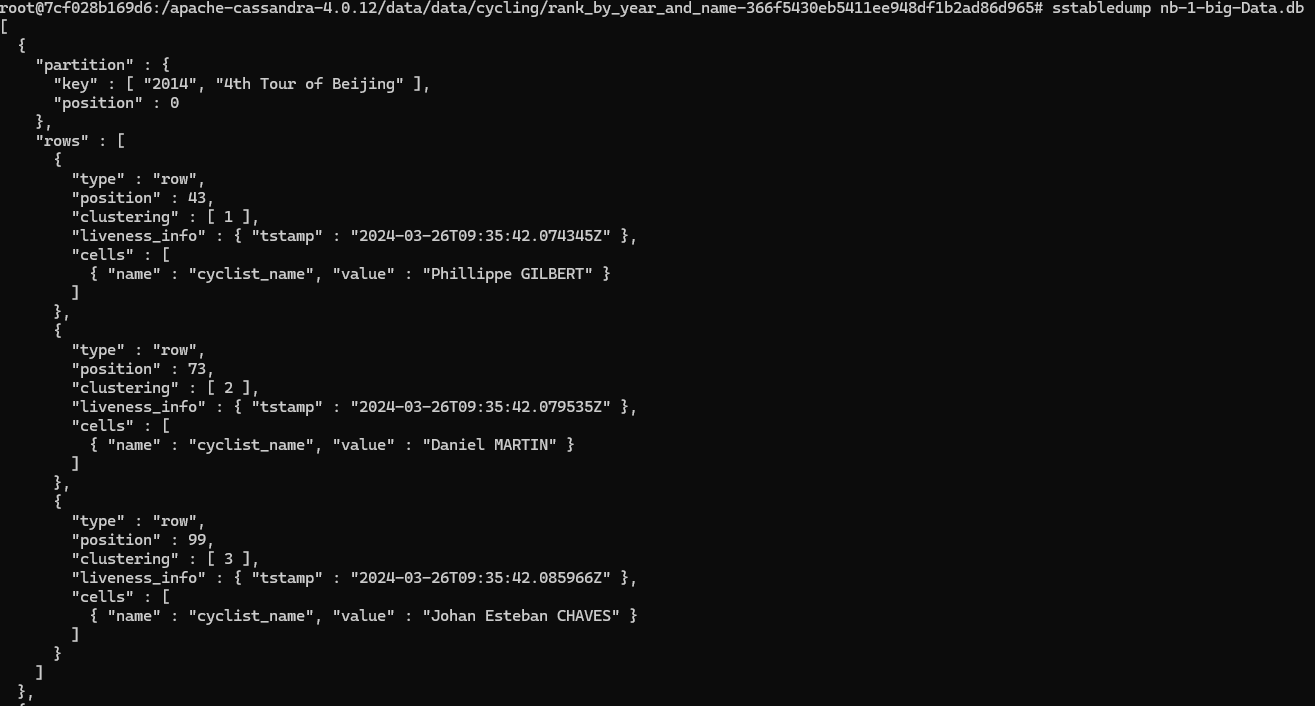 root@7cf028b169d6:/apache-cassandra-4.0.12/data/data/cycling/rank_by_year_and_name-366f5430eb5411ee948df1b2ad86d965# sstabledump nb-1-big-Data.db
[
  {
    "partition" : {
      "key" : [ "2014", "4th Tour of Beijing" ],
      "position" : 0
    },
    "rows" : [
      {
        "type" : "row",
        "position" : 43,
        "clustering" : [ 1 ],
        "liveness_info" : { "tstamp" : "2024-03-26T09:35:42.074345Z" },
        "cells" : [
          { "name" : "cyclist_name", "value" : "Phillippe GILBERT" }
        ]
      },
      {
        "type" : "row",
        "position" : 73,
        "clustering" : [ 2 ],
        "liveness_info" : { "tstamp" : "2024-03-26T09:35:42.079535Z" },
        "cells" : [
          { "name" : "cyclist_name", "value" : "Daniel MARTIN" }
        ]
      },
      {
        "type" : "row",
        "position" : 99,
        "clustering" : [ 3 ],
        "liveness_info" : { "tstamp" : "2024-03-26T09:35:42.085966Z" },
        "cells" : [
          { "name" : "cyclist_name", "value" : "Johan Esteban CHAVES" }
        ]
      }
    ]
  },